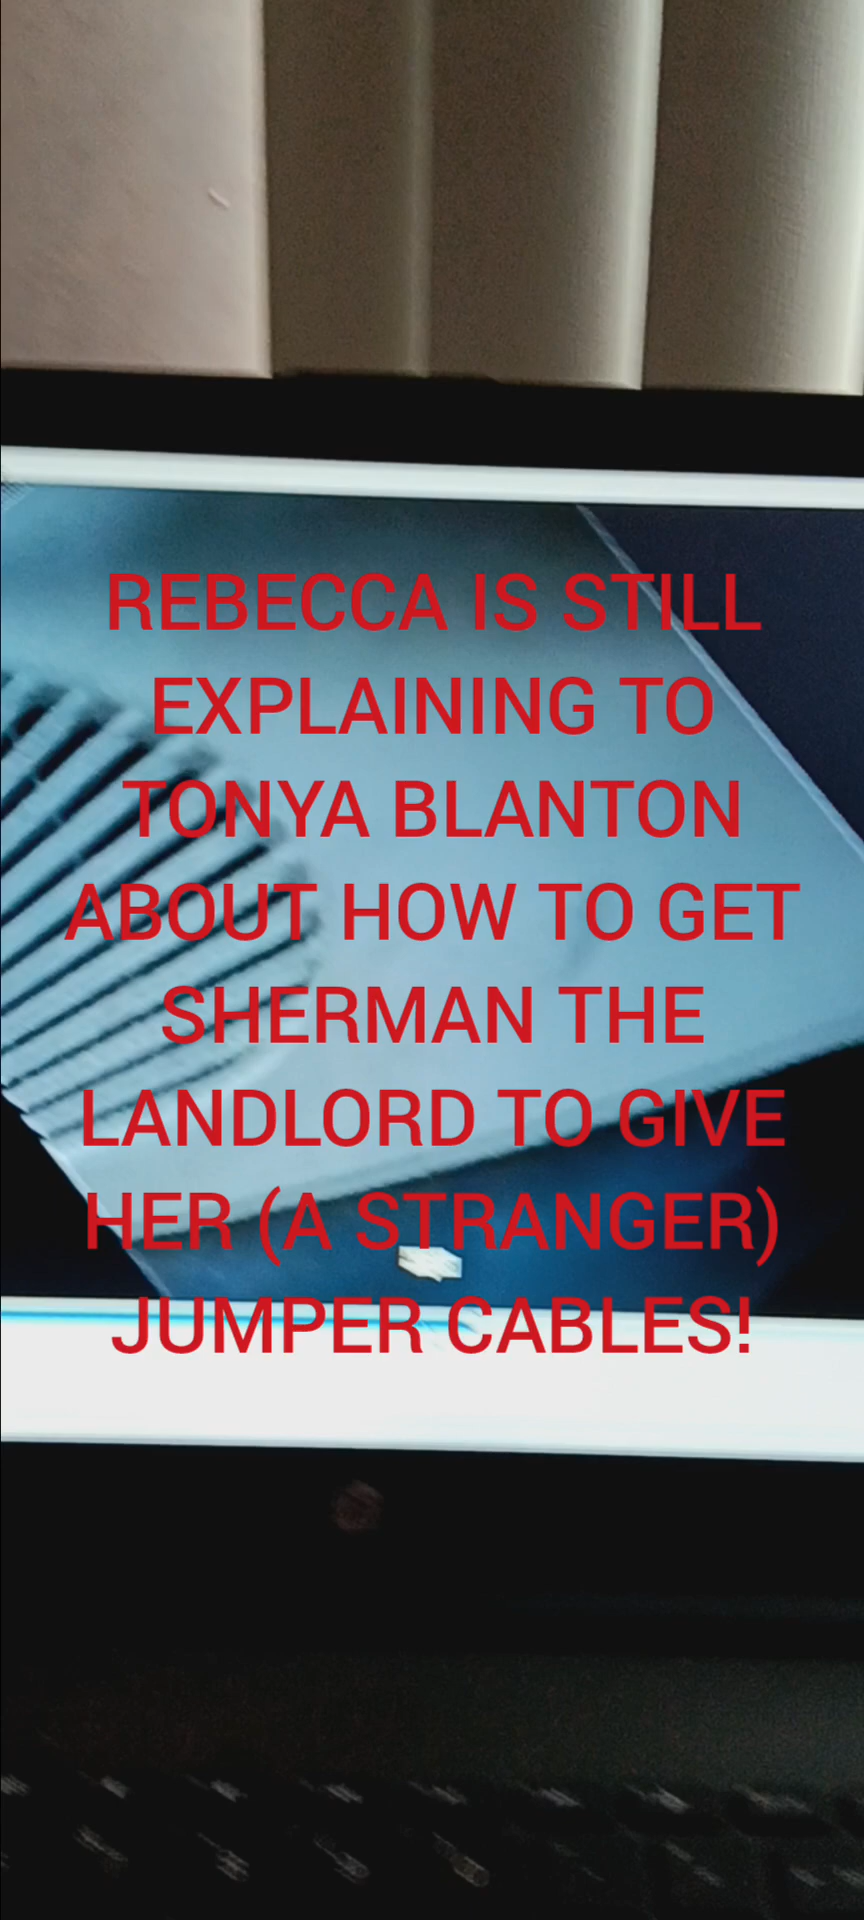 REBECCA IS STILL
EXPLAINING TO
TONYA BLANTON
ABOUT HOW TO GET
SHERMAN THE
LANDLORD TO GIVE
HER (A STRANGER)
JUMPER CABLES!